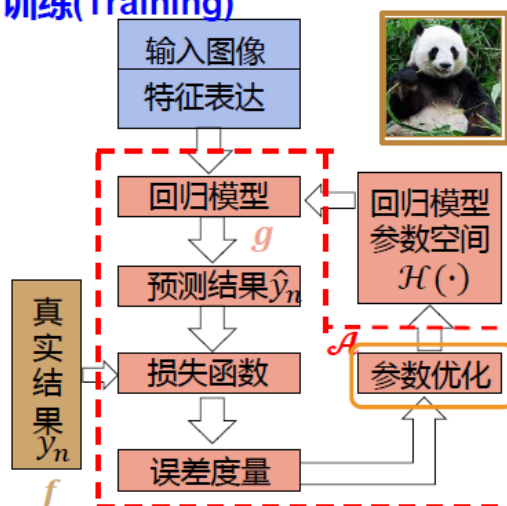 训练(Training)
输入图像
特征表达
回归模型
g
预测结果ŷₙ
损失函数
误差度量
真
实
结
果
yₙ
f
回归模型
参数空间
ℋ(·)
𝒜
参数优化